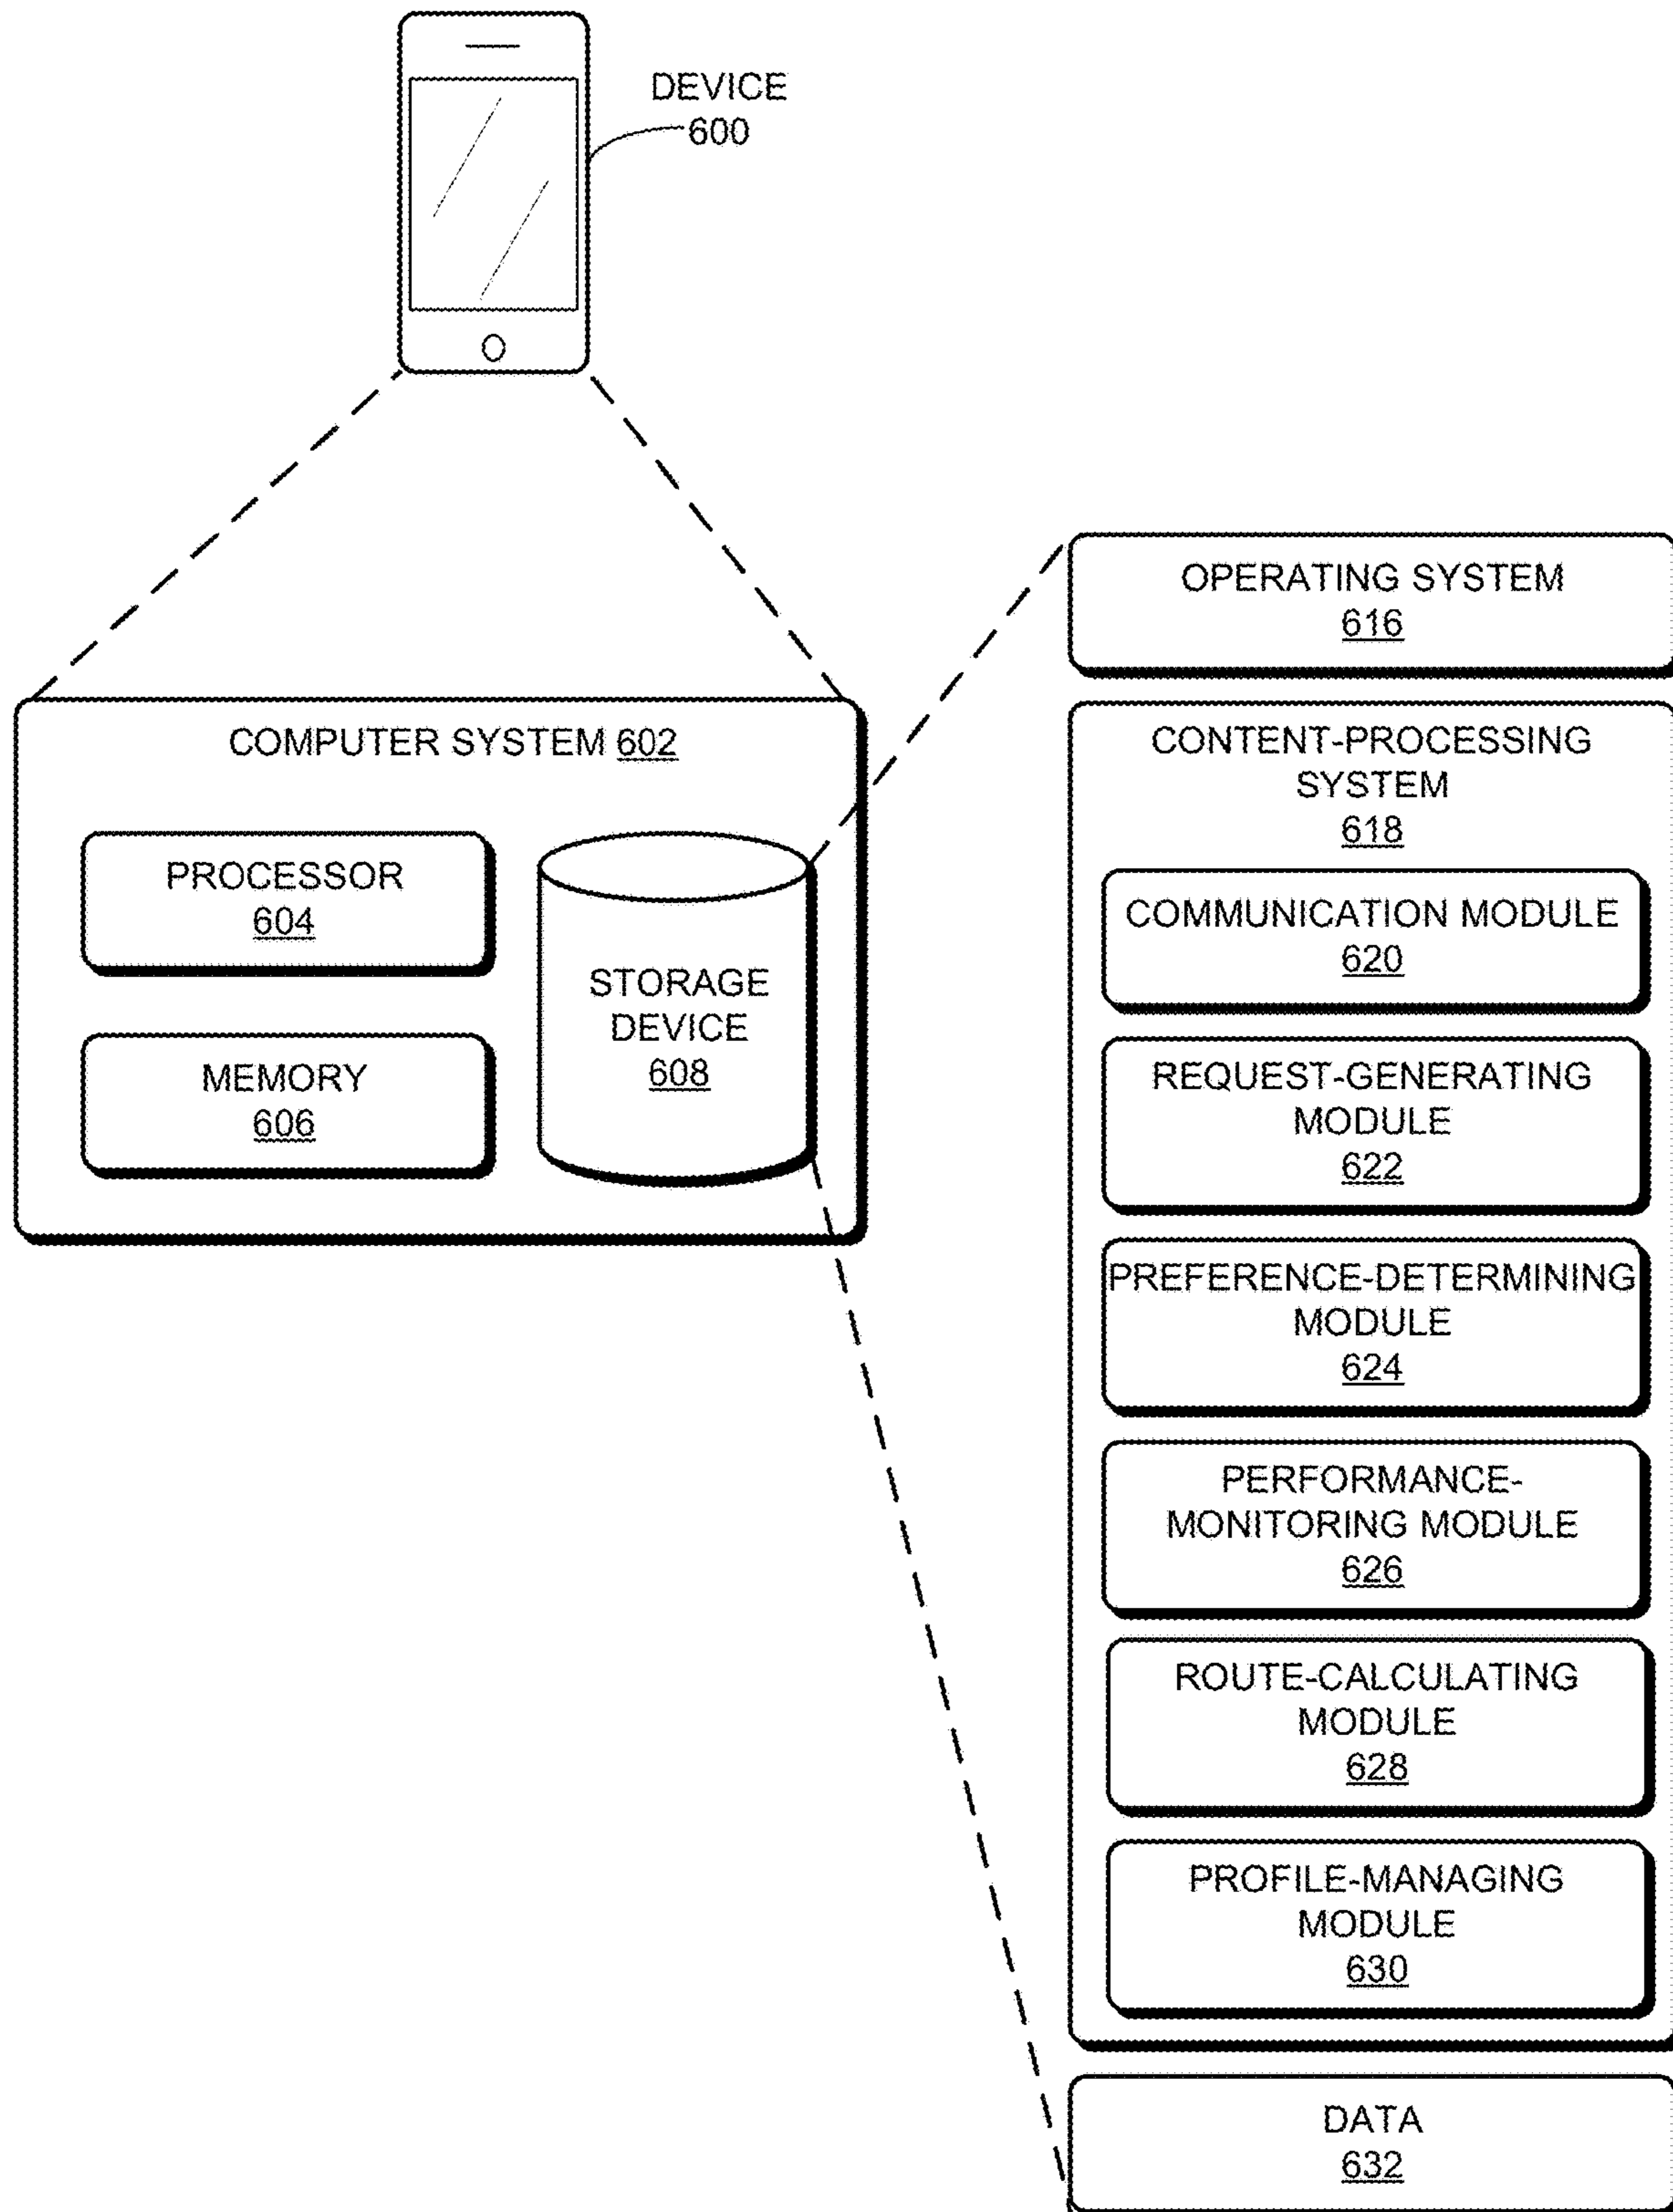 DEVICE
600
COMPUTER SYSTEM 602
PROCESSOR
604
MEMORY
606
STORAGE
DEVICE
608
OPERATING SYSTEM
616
CONTENT-PROCESSING
SYSTEM
618
COMMUNICATION MODULE
620
REQUEST-GENERATING
MODULE
622
PREFERENCE-DETERMINING
MODULE
624
PERFORMANCE-
MONITORING MODULE
626
ROUTE-CALCULATING
MODULE
628
PROFILE-MANAGING
MODULE
630
DATA
632